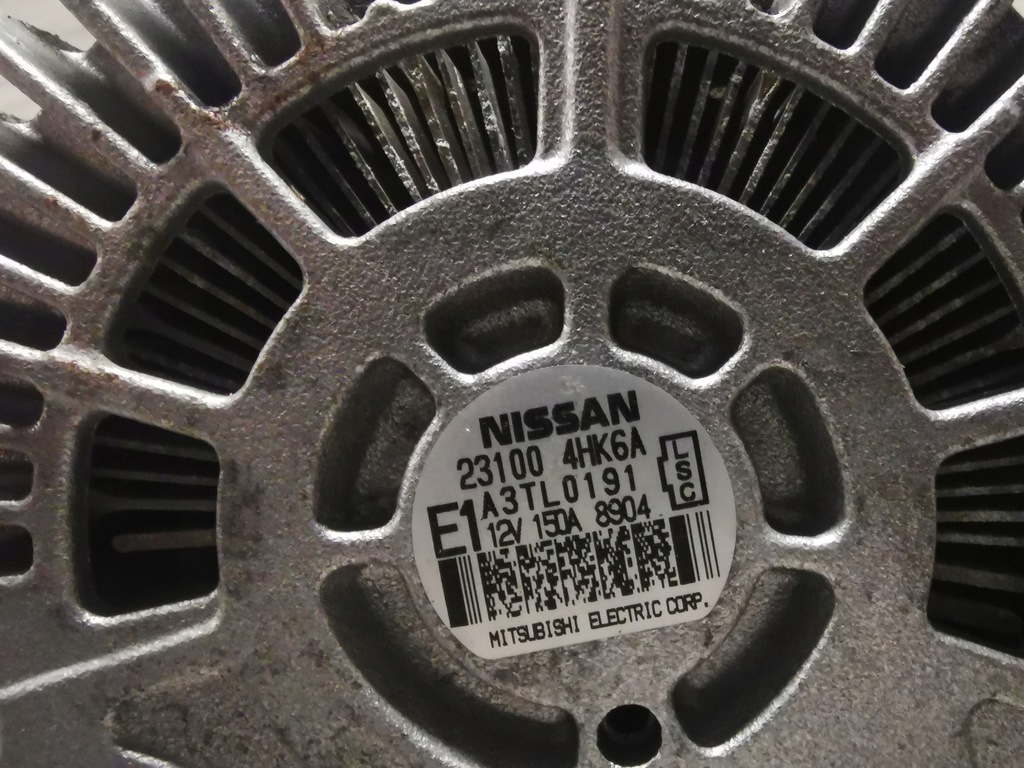 NISSAN
23100 4HK6A
A3TL0191
LSC
E1
12V 150A 8904
MITSUBISHI ELECTRIC CORP.